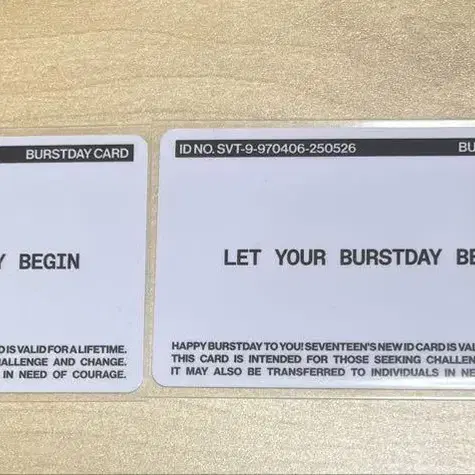 BURSTDAY CARD
Y BEGIN
D IS VALID FOR A LIFETIME.
ALLENGE AND CHANGE.
IN NEED OF COURAGE.
ID NO. SVT-9-970406-250526 BU
LET YOUR BURSTDAY BE
HAPPY BURSTDAY TO YOU! SEVENTEEN'S NEW ID CARD IS VAL
THIS CARD IS INTENDED FOR THOSE SEEKING CHALLEN
IT MAY ALSO BE TRANSFERRED TO INDIVIDUALS IN NE